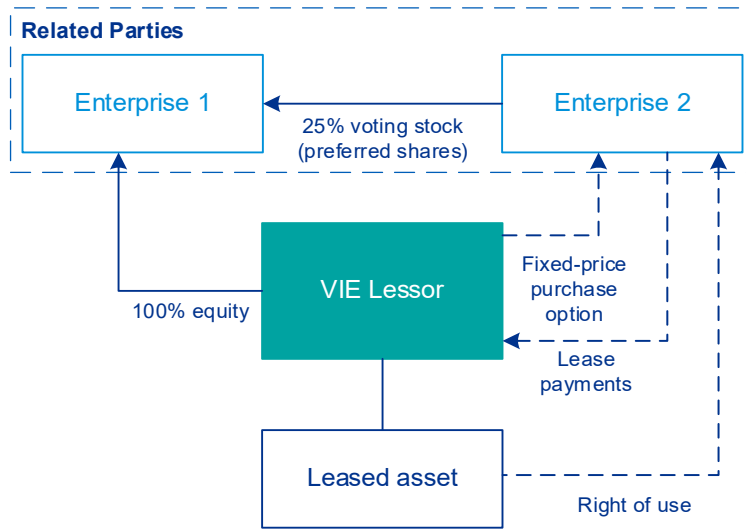 Related Parties
Enterprise 1
Enterprise 2
25% voting stock
(preferred shares)
VIE Lessor
100% equity
Fixed-price
purchase
option
Lease
payments
Leased asset
Right of use